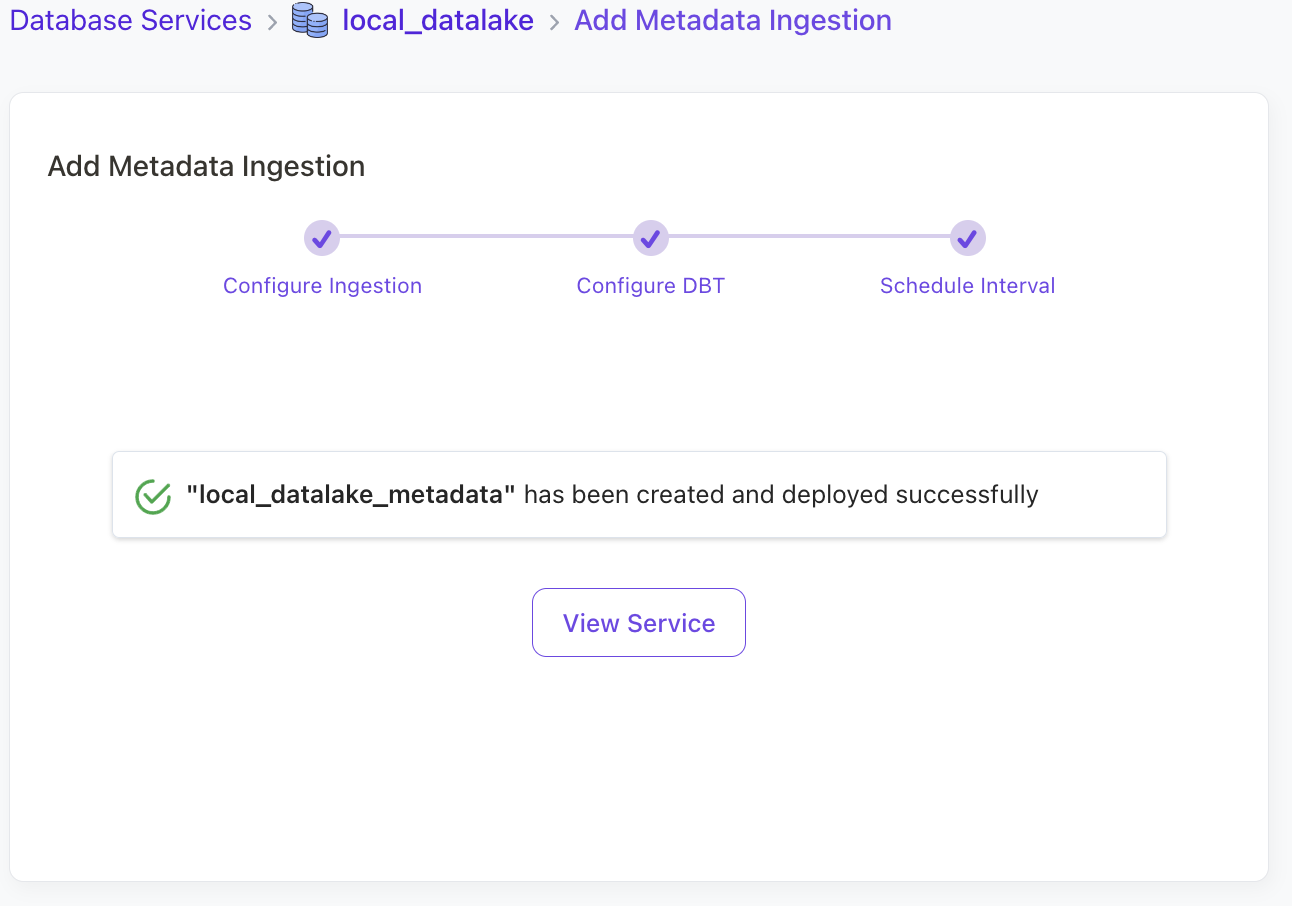 Database Services > local_datalake > Add Metadata Ingestion
Add Metadata Ingestion
Configure Ingestion Configure DBT Schedule Interval
"local_datalake_metadata" has been created and deployed successfully
View Service